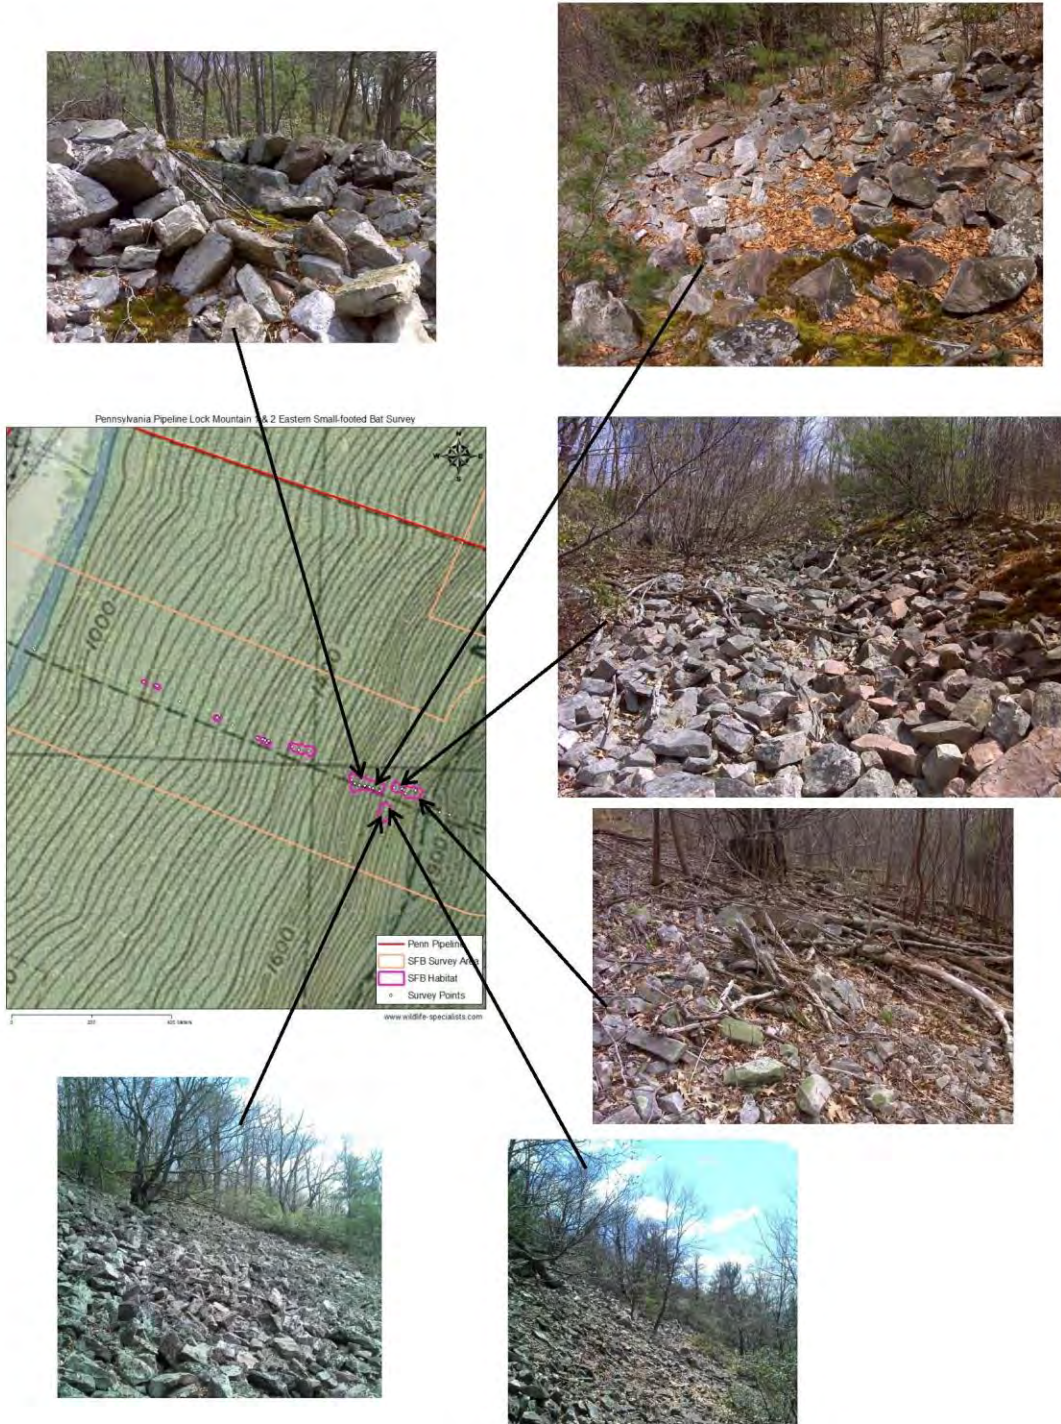 Pennsylvania Pipeline Lock Mountain 1 & 2 Eastern Small-footed Bat Survey
N
W E
S
1000
1900
1600
Penn Pipeline
SFB Survey Area
SFB Habitat
Survey Points
www.wildlife-specialists.com